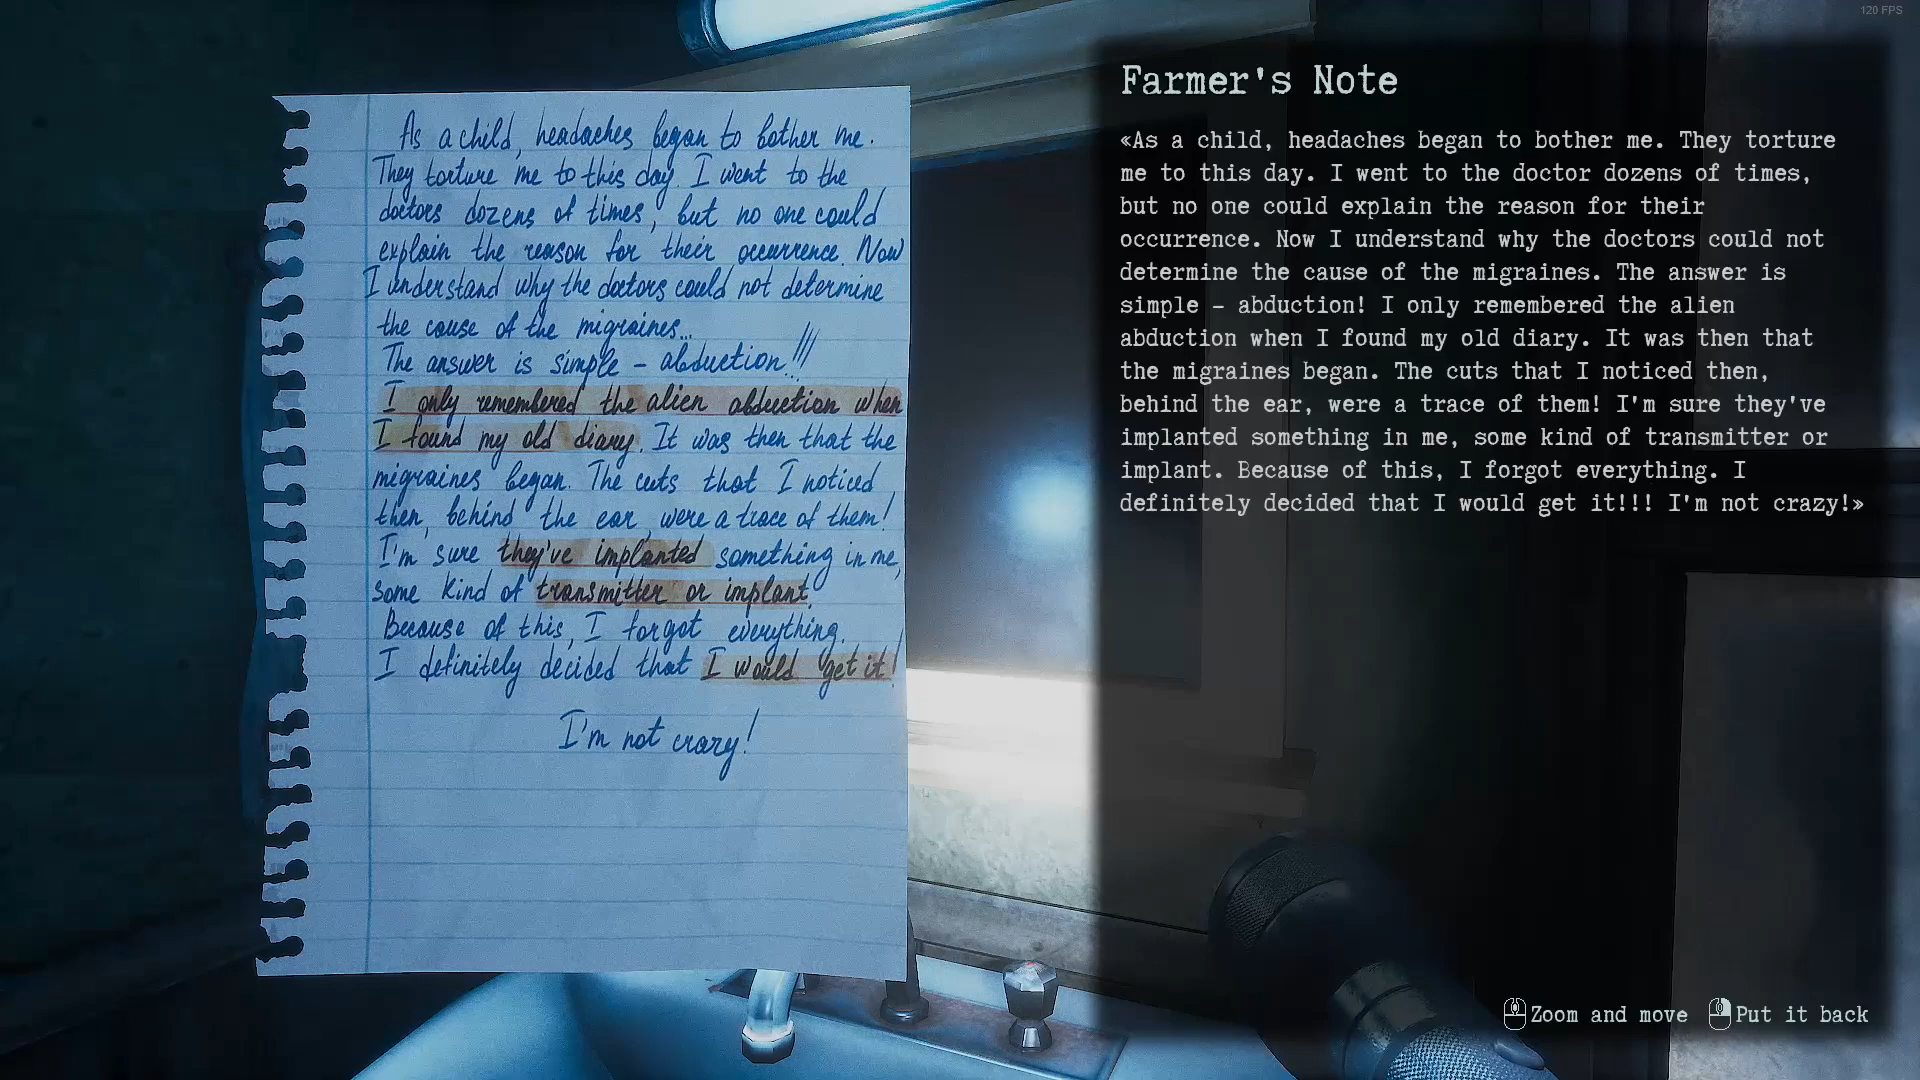 120 FPS
As a child, headaches began to bother me.
They torture me to this day. I went to the
doctors dozens of times, but no one could
explain the reason for their occurrence. Now
I understand why the doctors could not determine
the cause of the migraines...
The answer is simple - abduction!!!
I only remembered the alien abduction when
I found my old diary. It was then that the
migraines began. The cuts that I noticed
then, behind the ear, were a trace of them!
I'm sure they've implanted something in me,
some kind of transmitter or implant.
Because of this, I forgot everything.
I definitely decided that I would get it!
I'm not crazy!
Farmer's Note
«As a child, headaches began to bother me. They torture
me to this day. I went to the doctor dozens of times,
but no one could explain the reason for their
occurrence. Now I understand why the doctors could not
determine the cause of the migraines. The answer is
simple – abduction! I only remembered the alien
abduction when I found my old diary. It was then that
the migraines began. The cuts that I noticed then,
behind the ear, were a trace of them! I'm sure they've
implanted something in me, some kind of transmitter or
implant. Because of this, I forgot everything. I
definitely decided that I would get it!!! I'm not crazy!»
Zoom and move Put it back